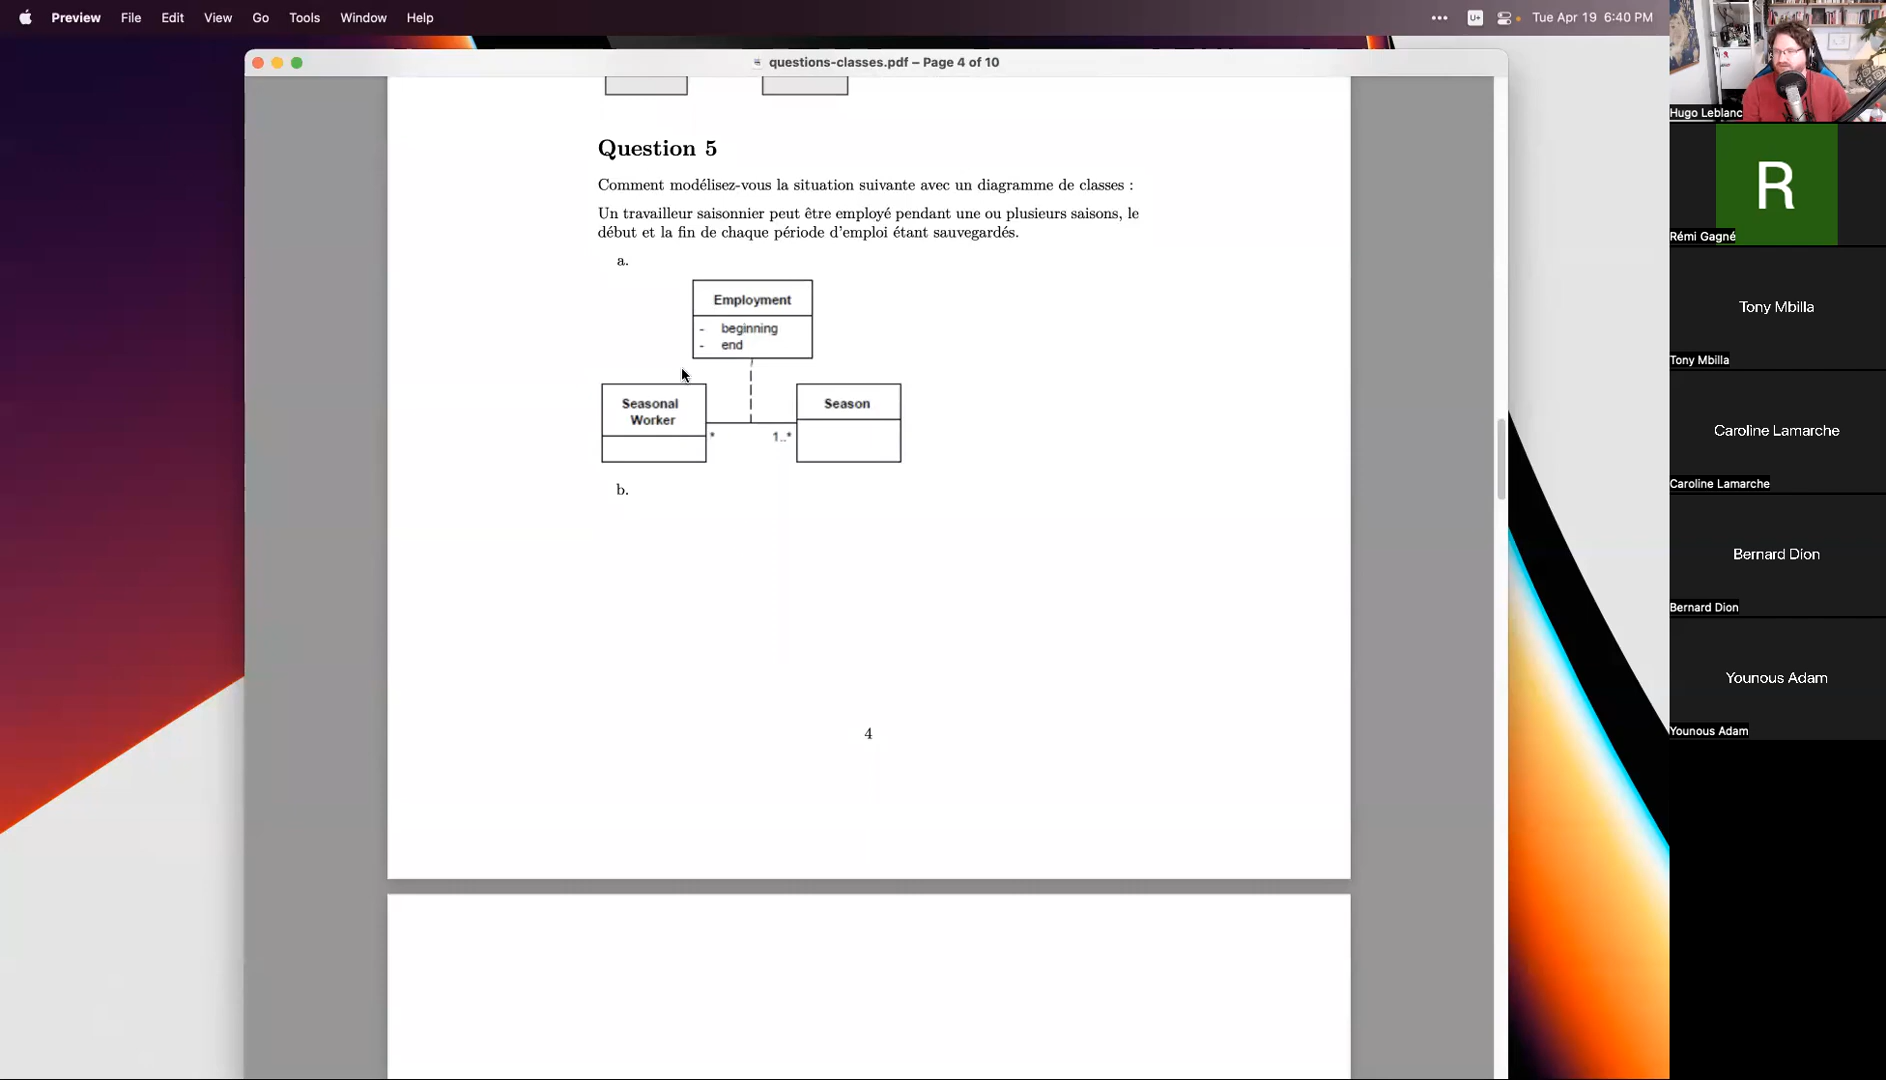 Preview File Edit View Go Tools Window Help
Tue Apr 19 6:40 PM
questions-classes.pdf – Page 4 of 10
Question 5
Comment modélisez-vous la situation suivante avec un diagramme de classes :
Un travailleur saisonnier peut être employé pendant une ou plusieurs saisons, le
début et la fin de chaque période d'emploi étant sauvegardés.
a.
Employment
- beginning
- end
Seasonal
Worker
Season
*
1..*
b.
4
Hugo Leblanc
R
Rémi Gagné
Tony Mbilla
Tony Mbilla
Caroline Lamarche
Caroline Lamarche
Bernard Dion
Bernard Dion
Younous Adam
Younous Adam